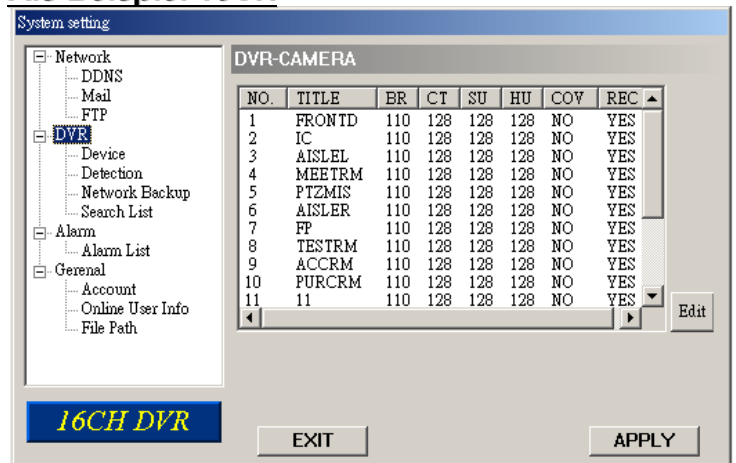 System setting
Network
DDNS
Mail
FTP
DVR
Device
Detection
Network Backup
Search List
Alarm
Alarm List
Gerenal
Account
Online User Info
File Path
16CH DVR
DVR-CAMERA
NO. TITLE BR CT SU HU COV REC
1 FRONTD 110 128 128 128 NO YES
2 IC 110 128 128 128 NO YES
3 AISLEL 110 128 128 128 NO YES
4 MEETRM 110 128 128 128 NO YES
5 PTZMIS 110 128 128 128 NO YES
6 AISLER 110 128 128 128 NO YES
7 FP 110 128 128 128 NO YES
8 TESTRM 110 128 128 128 NO YES
9 ACCRM 110 128 128 128 NO YES
10 PURCRM 110 128 128 128 NO YES
11 11 110 128 128 128 NO YES
Edit
EXIT APPLY